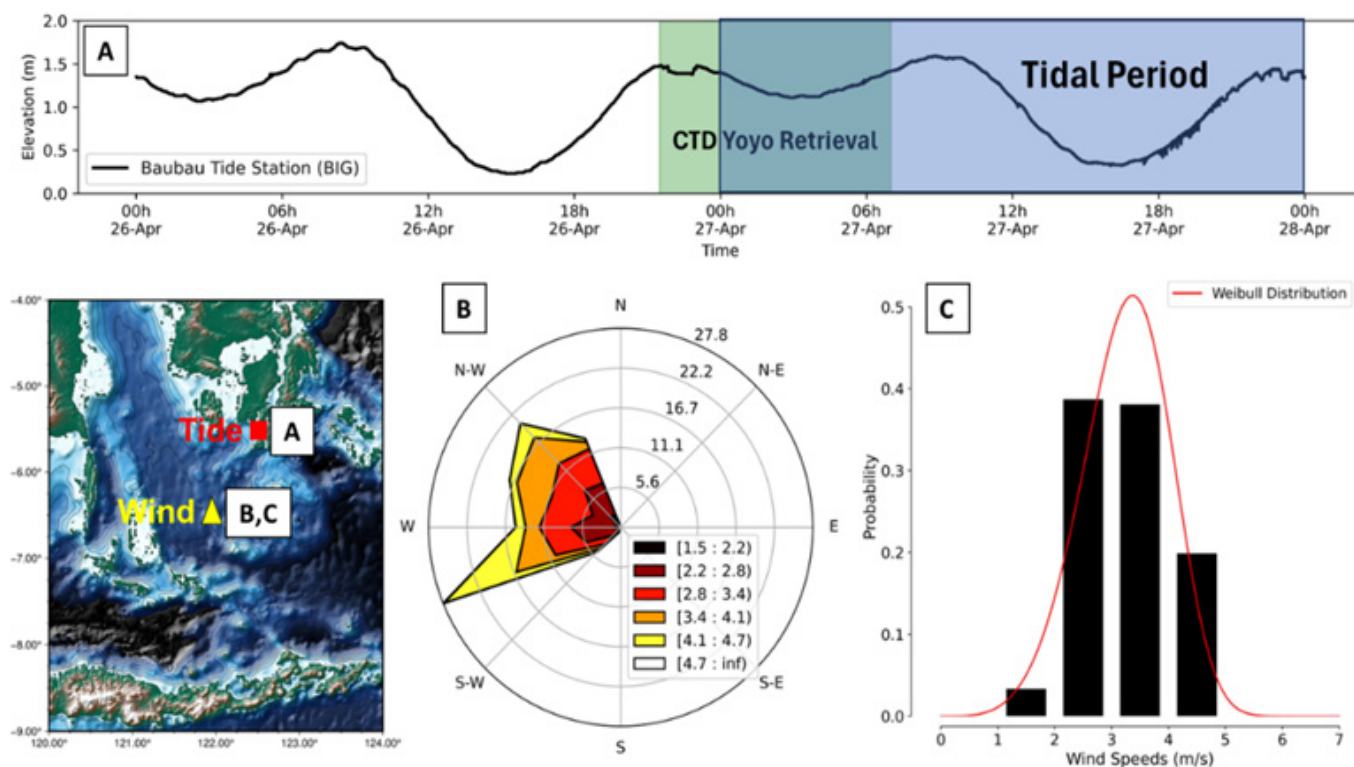 A
Elevation (m)
2.0
1.5
1.0
0.5
0.0
Baubau Tide Station (BIG)
CTD Yoyo Retrieval
Tidal Period
00h 06h 12h 18h 00h 06h 12h 18h 00h
26-Apr 26-Apr 26-Apr 26-Apr 27-Apr 27-Apr 27-Apr 27-Apr 28-Apr
Time
−4.00°
−5.00°
−6.00°
−7.00°
−8.00°
−9.00°
120.00° 121.00° 122.00° 123.00° 124.00°
Tide A
Wind B,C
B
N
N-E
E
S-E
S
S-W
W
N-W
27.8
22.2
16.7
11.1
5.6
[1.5 : 2.2)
[2.2 : 2.8)
[2.8 : 3.4)
[3.4 : 4.1)
[4.1 : 4.7)
[4.7 : inf)
C
Weibull Distribution
Probability
0.5
0.4
0.3
0.2
0.1
0.0
0 1 2 3 4 5 6 7
Wind Speeds (m/s)